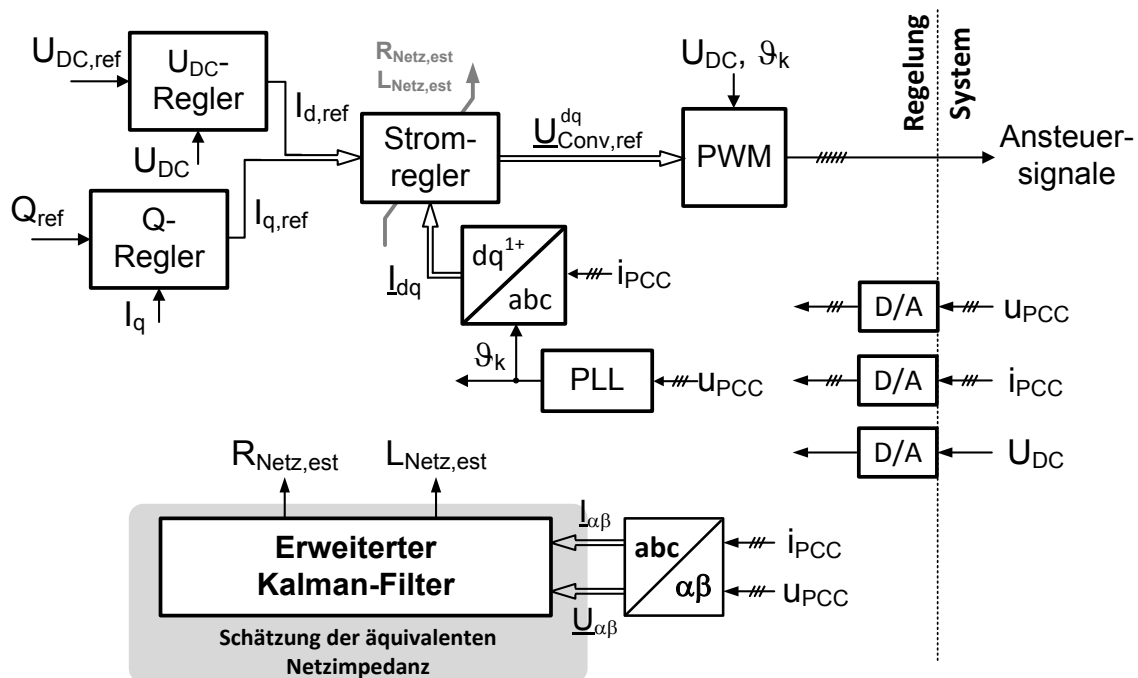 U_DC,ref
U_DC-
Regler
U_DC
I_d,ref
Q_ref
Q-
Regler
I_q
I_q,ref
R_Netz,est
L_Netz,est
Strom-
regler
U^dq_Conv,ref
U_DC, ϑ_k
PWM
Regelung
System
Ansteuer-
signale
I_dq
dq^1+
abc
i_PCC
ϑ_k
PLL
u_PCC
D/A
u_PCC
D/A
i_PCC
D/A
U_DC
R_Netz,est
L_Netz,est
Erweiterter
Kalman-Filter
I_αβ
U_αβ
abc
αβ
i_PCC
u_PCC
Schätzung der äquivalenten
Netzimpedanz